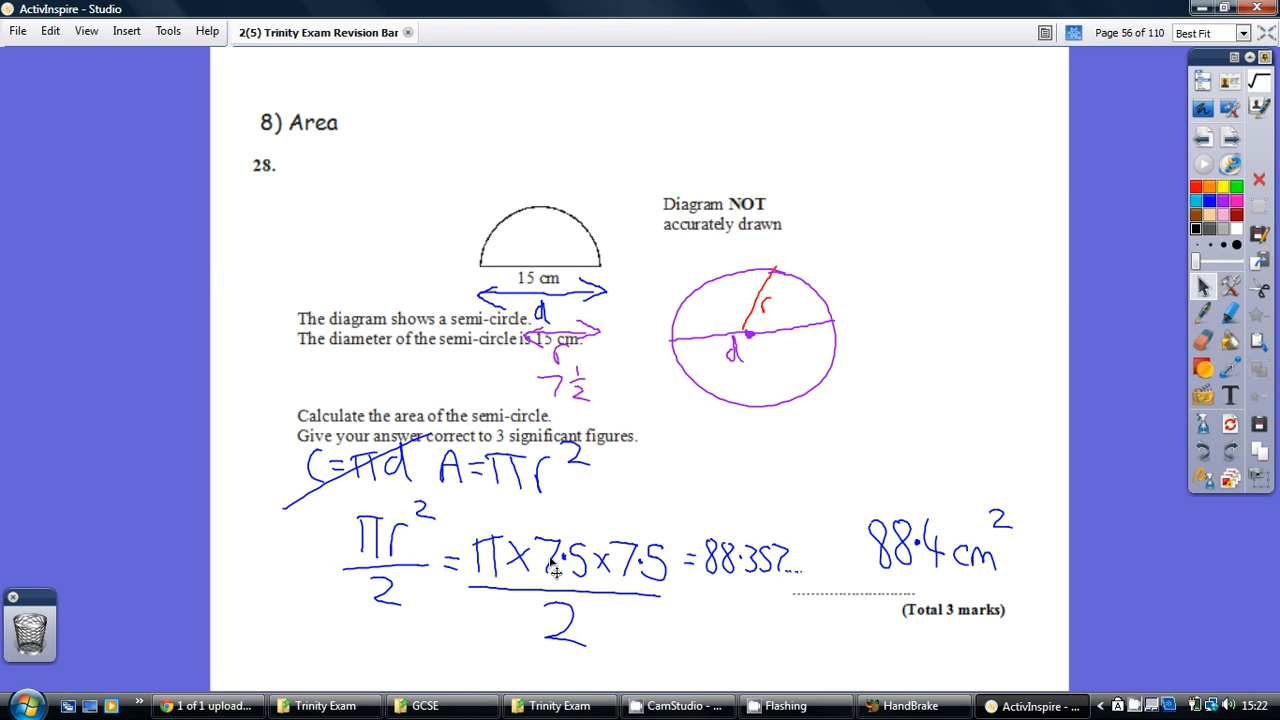 ActivInspire - Studio
File Edit View Insert Tools Help
2(5) Trinity Exam Revision Bar
Page 56 of 110
Best Fit
8) Area
28.
Diagram NOT
accurately drawn
15 cm
d
The diagram shows a semi-circle.
The diameter of the semi-circle is 15 cm.
r
7 1/2
r
d
Calculate the area of the semi-circle.
Give your answer correct to 3 significant figures.
C=πd A=πr²
πr²/2 = π×7·5×7·5/2 = 88·357... 88·4 cm²
(Total 3 marks)
1 of 1 upload... Trinity Exam GCSE Trinity Exam CamStudio - ... Flashing HandBrake ActivInspire - ... 15:22